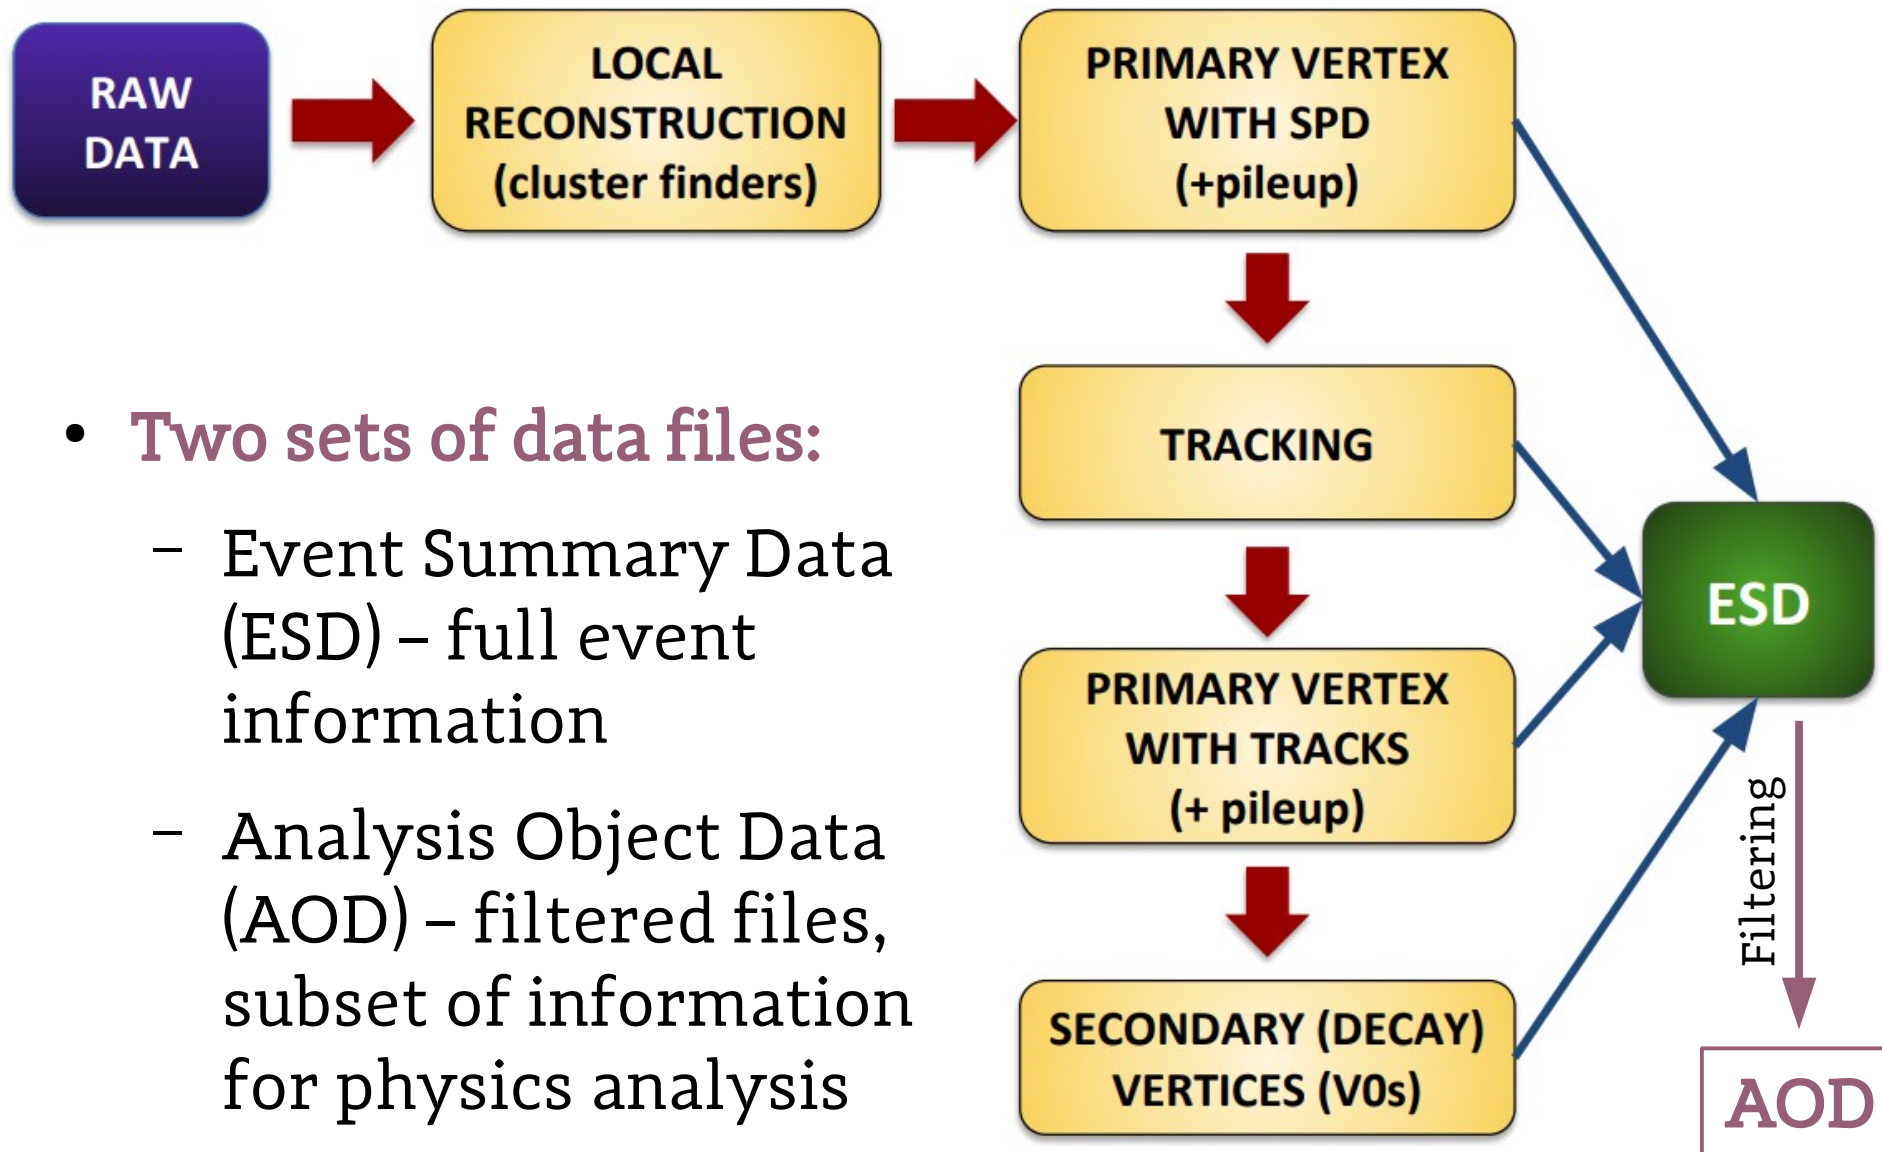 RAW
DATA
LOCAL
RECONSTRUCTION
(cluster finders)
PRIMARY VERTEX
WITH SPD
(+pileup)
• Two sets of data files:
– Event Summary Data
(ESD) – full event
information
– Analysis Object Data
(AOD) – filtered files,
subset of information
for physics analysis
TRACKING
PRIMARY VERTEX
WITH TRACKS
(+ pileup)
SECONDARY (DECAY)
VERTICES (V0s)
ESD
Filtering
AOD